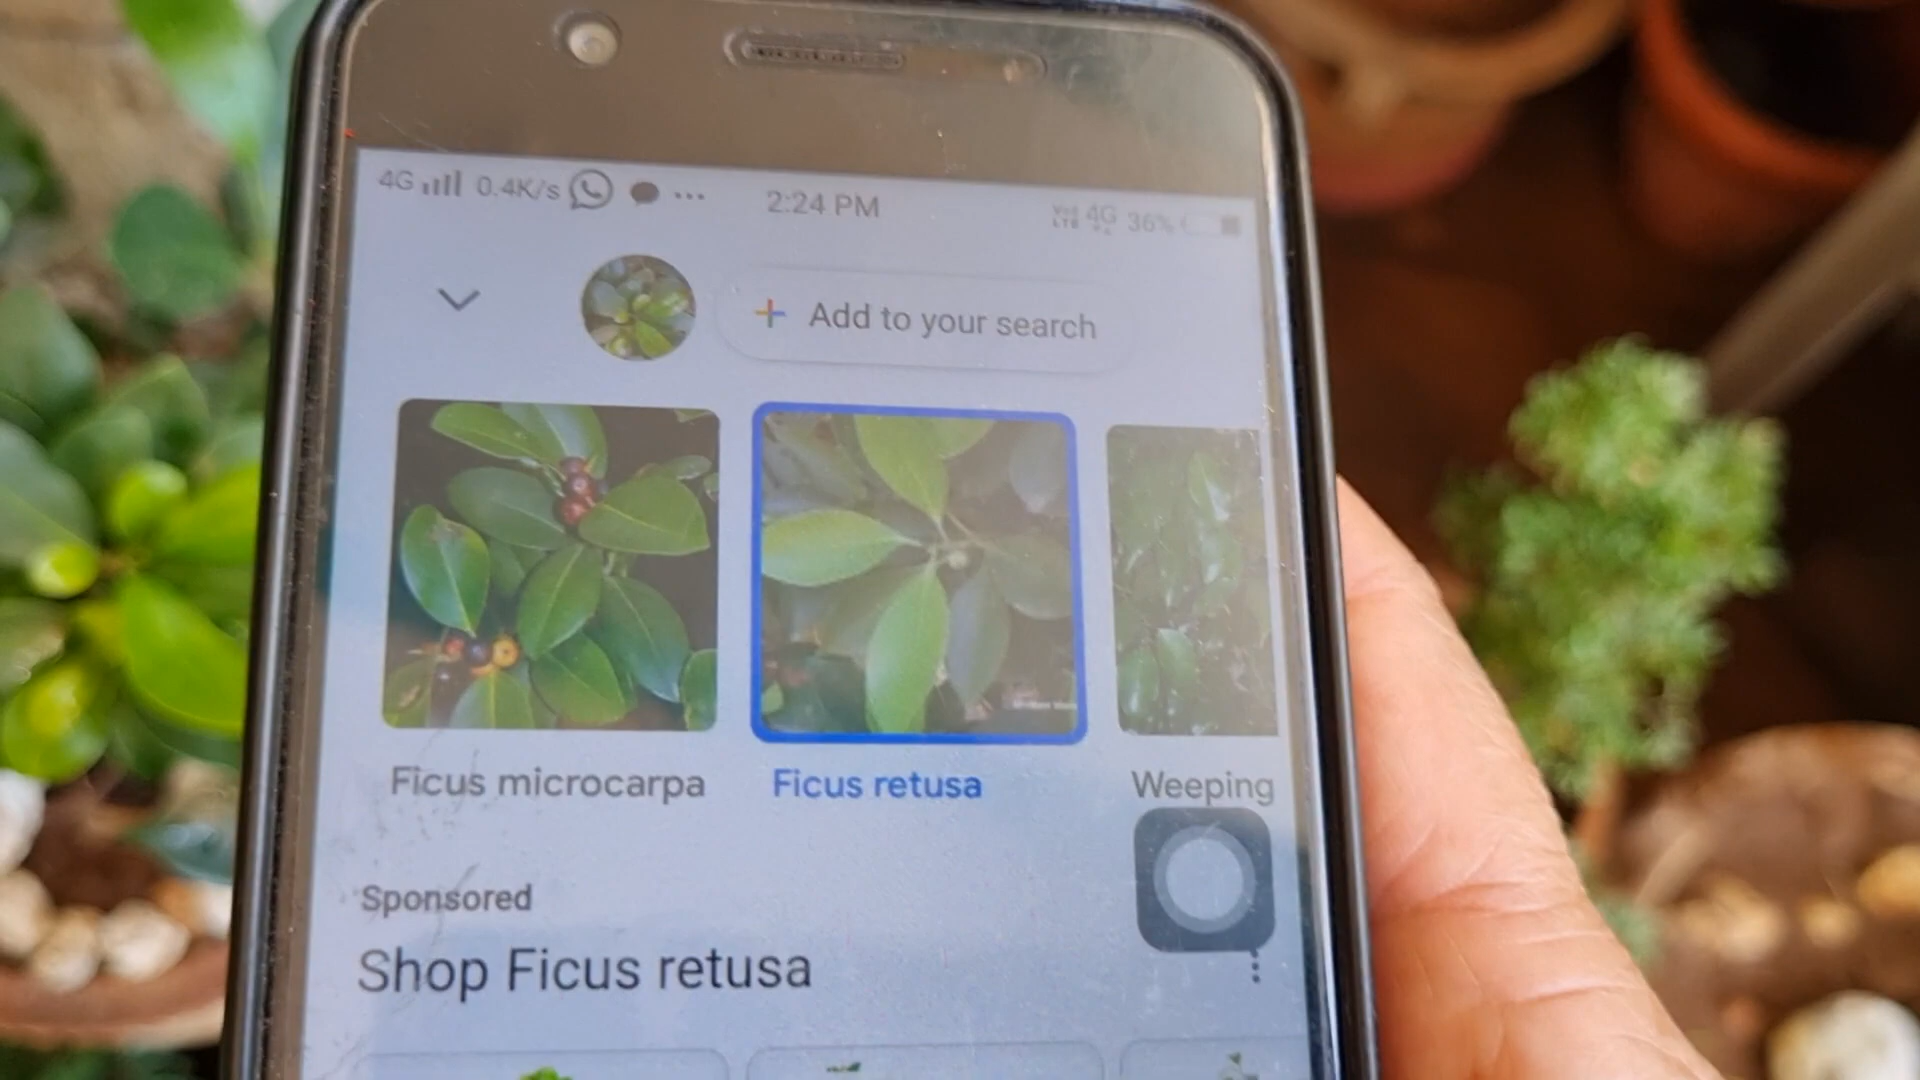 4G 0.4K/s ... 2:24 PM VoLTE 4G 36%
+ Add to your search
Ficus microcarpa Ficus retusa Weeping
Sponsored
Shop Ficus retusa